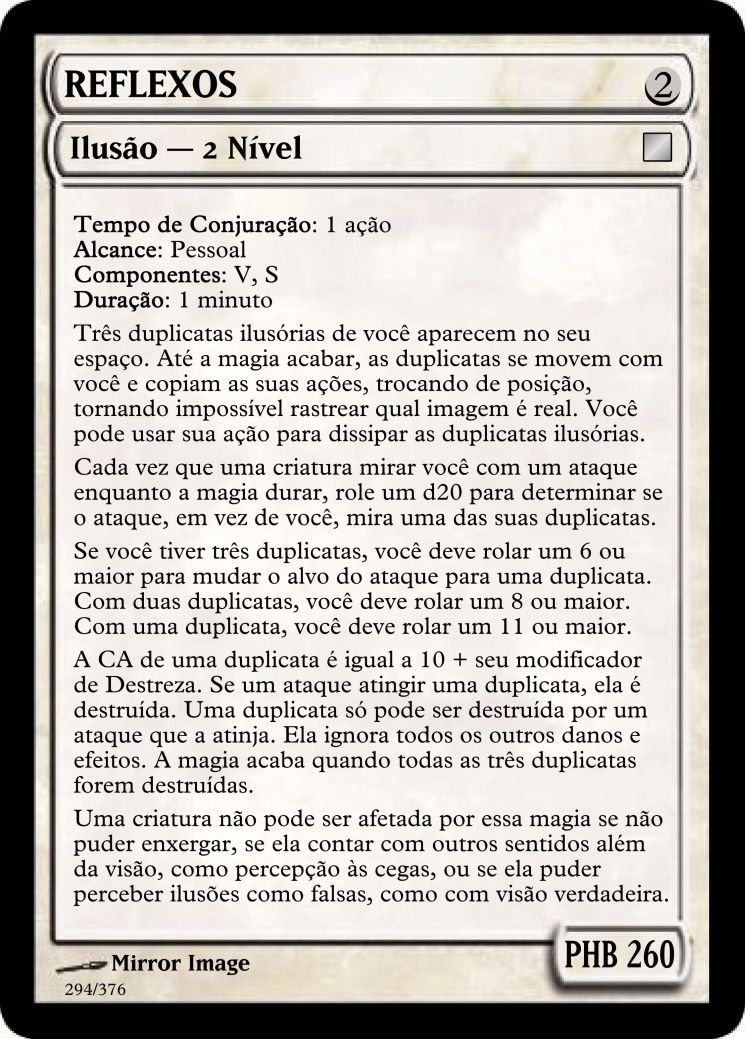 REFLEXOS
2
Ilusão — 2 Nível
Tempo de Conjuração: 1 ação
Alcance: Pessoal
Componentes: V, S
Duração: 1 minuto
Três duplicatas ilusórias de você aparecem no seu
espaço. Até a magia acabar, as duplicatas se movem com
você e copiam as suas ações, trocando de posição,
tornando impossível rastrear qual imagem é real. Você
pode usar sua ação para dissipar as duplicatas ilusórias.
Cada vez que uma criatura mirar você com um ataque
enquanto a magia durar, role um d20 para determinar se
o ataque, em vez de você, mira uma das suas duplicatas.
Se você tiver três duplicatas, você deve rolar um 6 ou
maior para mudar o alvo do ataque para uma duplicata.
Com duas duplicatas, você deve rolar um 8 ou maior.
Com uma duplicata, você deve rolar um 11 ou maior.
A CA de uma duplicata é igual a 10 + seu modificador
de Destreza. Se um ataque atingir uma duplicata, ela é
destruída. Uma duplicata só pode ser destruída por um
ataque que a atinja. Ela ignora todos os outros danos e
efeitos. A magia acaba quando todas as três duplicatas
forem destruídas.
Uma criatura não pode ser afetada por essa magia se não
puder enxergar, se ela contar com outros sentidos além
da visão, como percepção às cegas, ou se ela puder
perceber ilusões como falsas, como com visão verdadeira.
PHB 260
Mirror Image
294/376